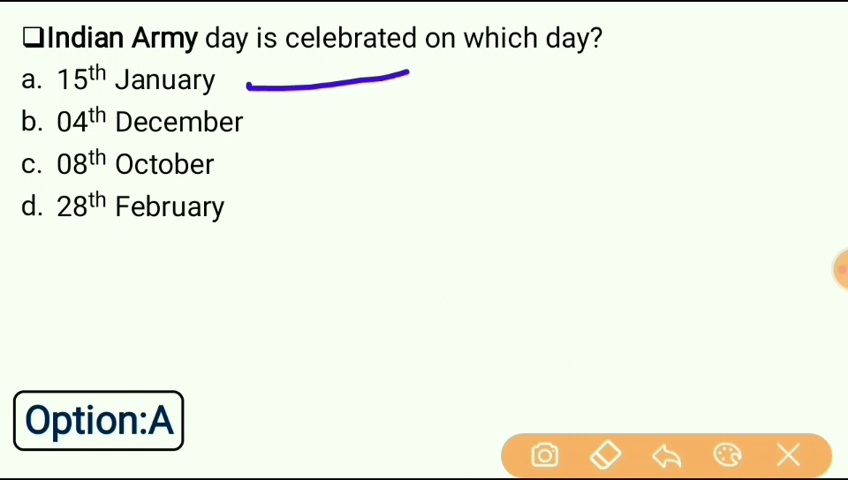 ❑Indian Army day is celebrated on which day?
a. 15th January
b. 04th December
c. 08th October
d. 28th February
Option:A